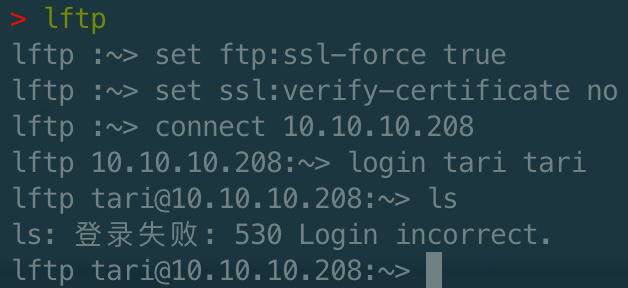 > lftp
lftp :~> set ftp:ssl-force true
lftp :~> set ssl:verify-certificate no
lftp :~> connect 10.10.10.208
lftp 10.10.10.208:~> login tari tari
lftp tari@10.10.10.208:~> ls
ls: 登录失败: 530 Login incorrect.
lftp tari@10.10.10.208:~>